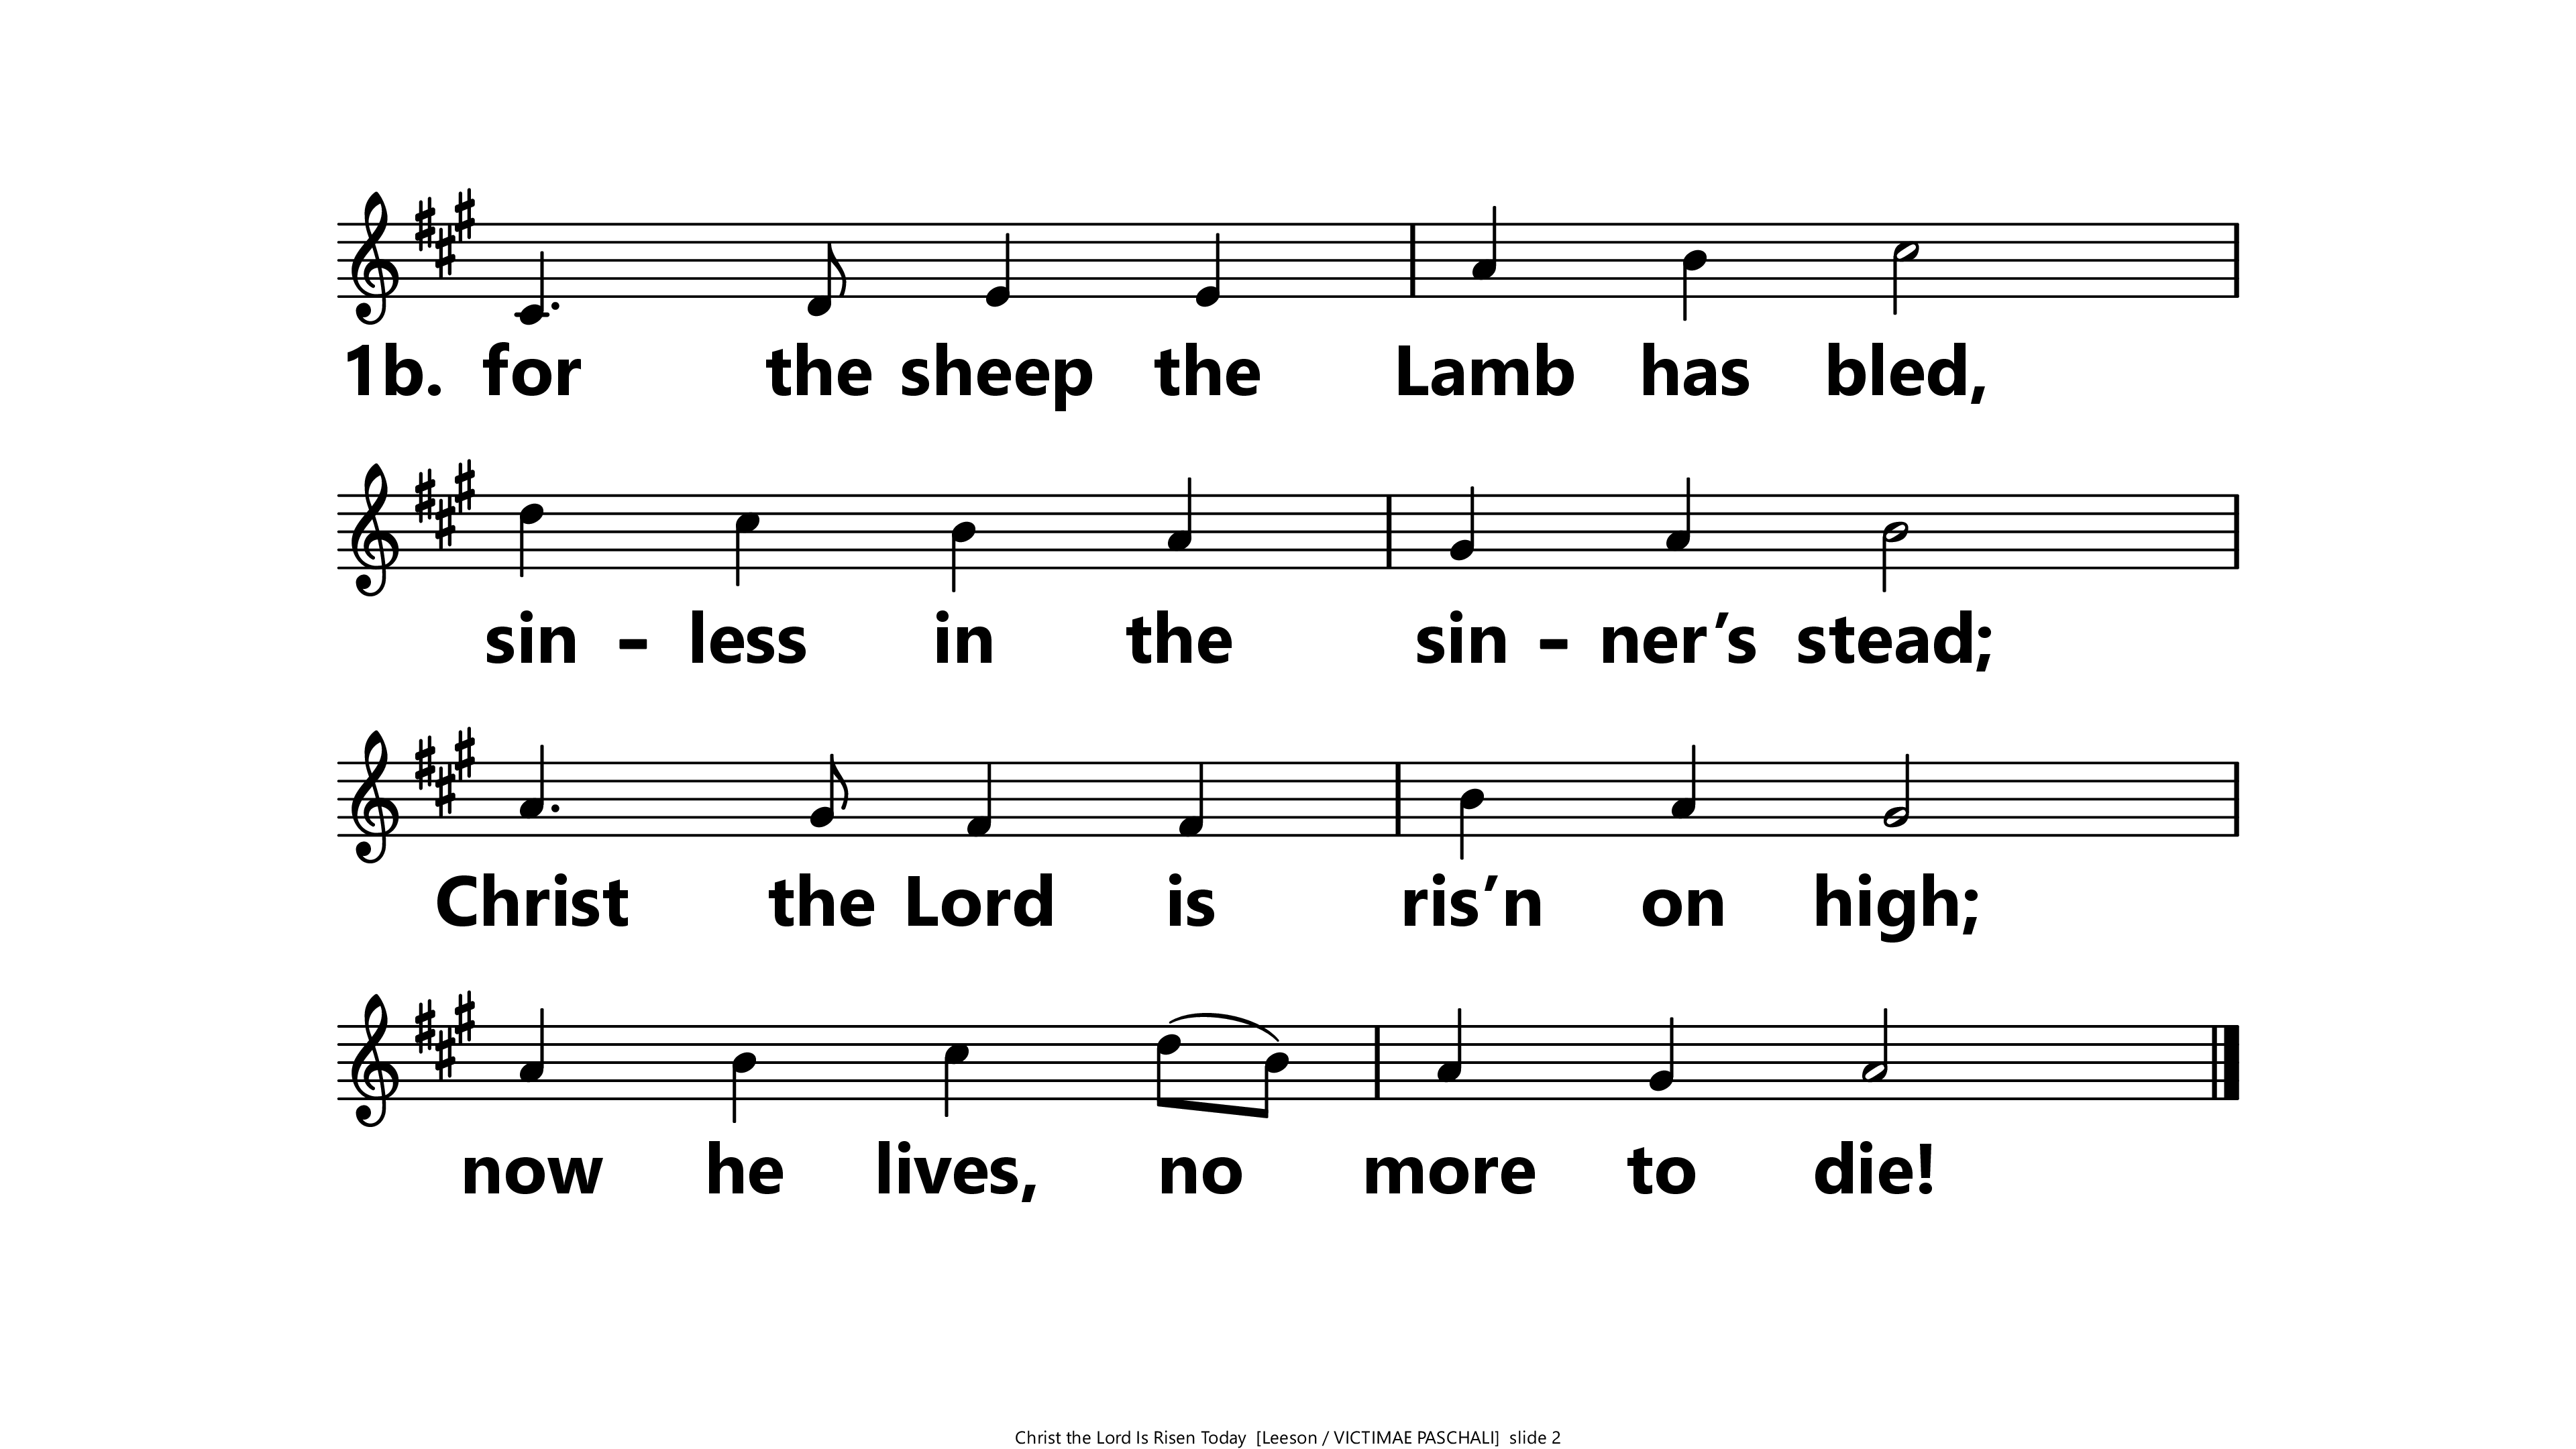 1b. for the sheep the Lamb has bled,
sin - less in the sin - ner’s stead;
Christ the Lord is ris’n on high;
now he lives, no more to die!
Christ the Lord Is Risen Today [Leeson / VICTIMAE PASCHALI] slide 2